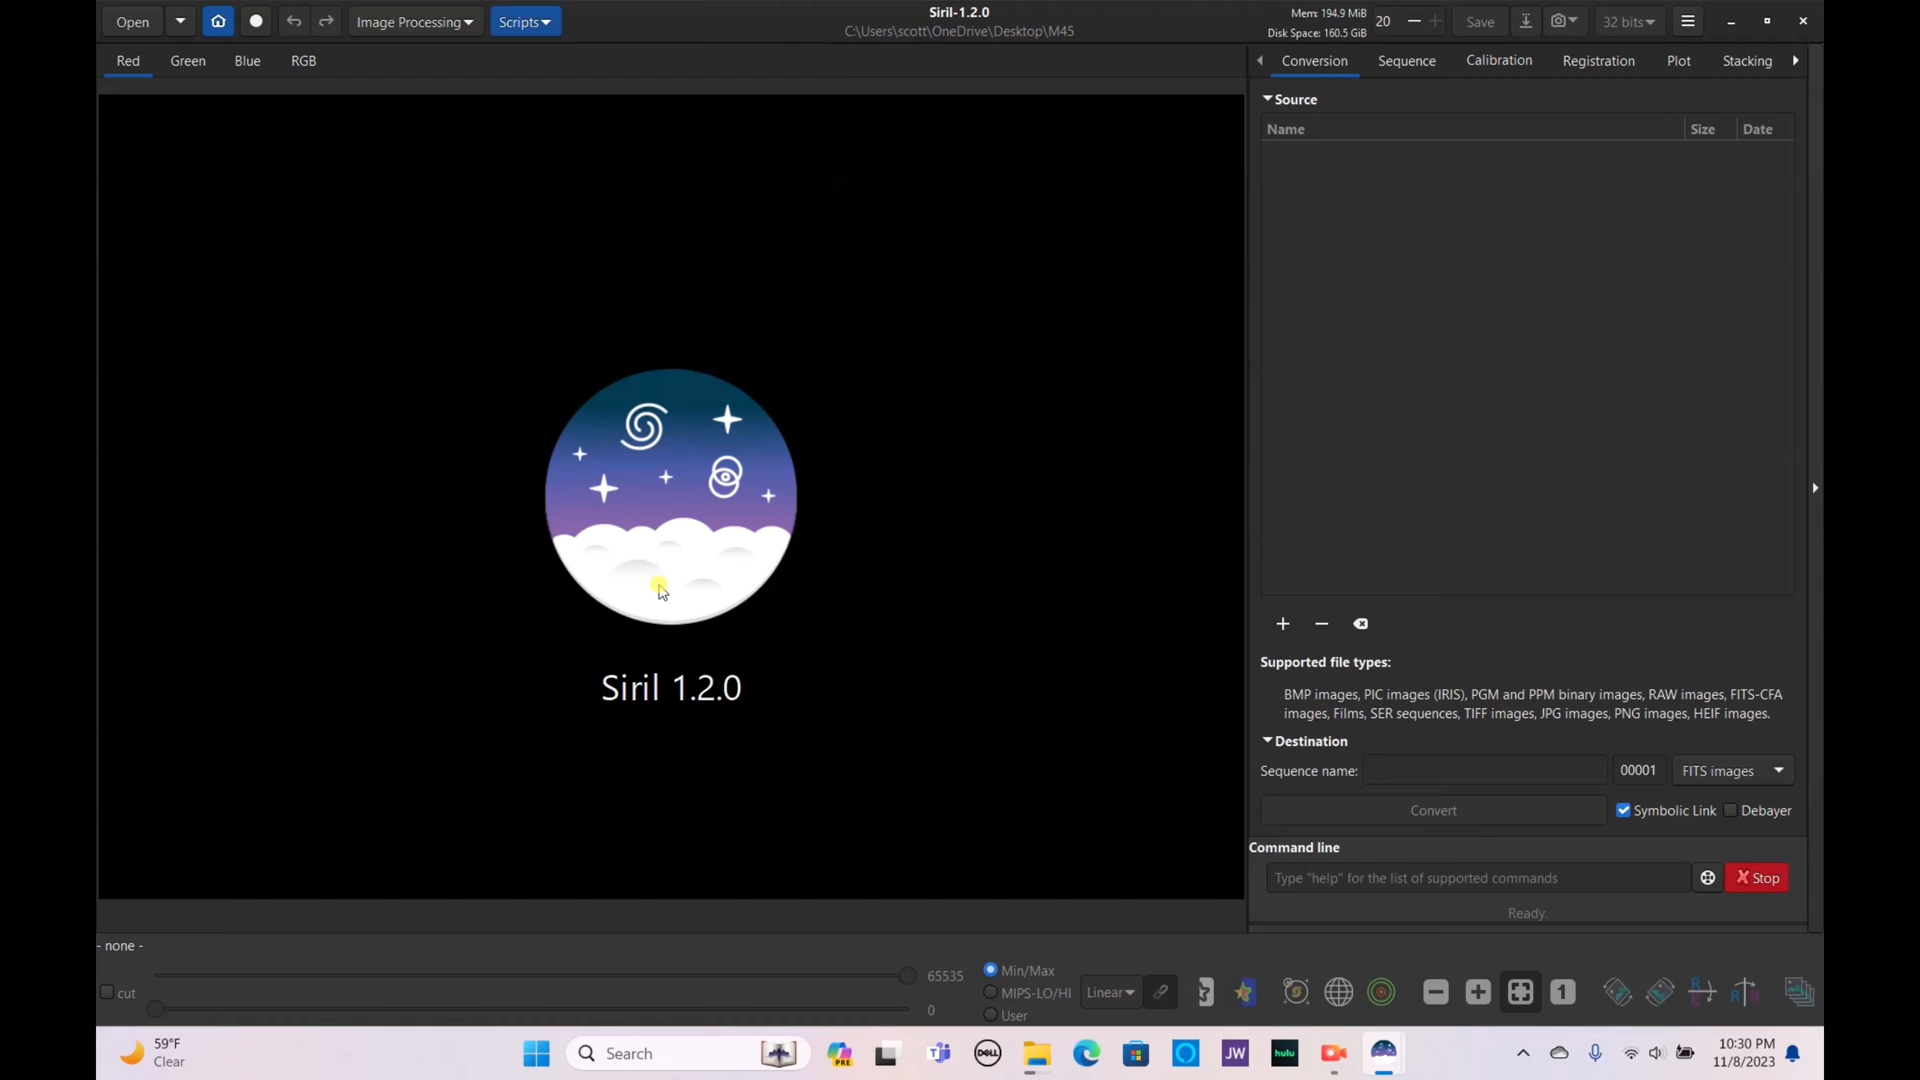 Open
Image Processing
Scripts
Siril-1.2.0
C:\Users\scott\OneDrive\Desktop\M45
Mem: 194.9 MiB
Disk Space: 160.5 GiB
20
Save
32 bits
Red
Green
Blue
RGB
Conversion
Sequence
Calibration
Registration
Plot
Stacking
Source
Name
Size
Date
Siril 1.2.0
Supported file types:
BMP images, PIC images (IRIS), PGM and PPM binary images, RAW images, FITS-CFA
images, Films, SER sequences, TIFF images, JPG images, PNG images, HEIF images.
Destination
Sequence name:
00001
FITS images
Convert
Symbolic Link
Debayer
Command line
Type "help" for the list of supported commands
Stop
Ready.
- none -
cut
65535
0
Min/Max
MIPS-LO/HI
User
Linear
1
59°F
Clear
Search
PRE
DELL
JW
hulu
10:30 PM
11/8/2023